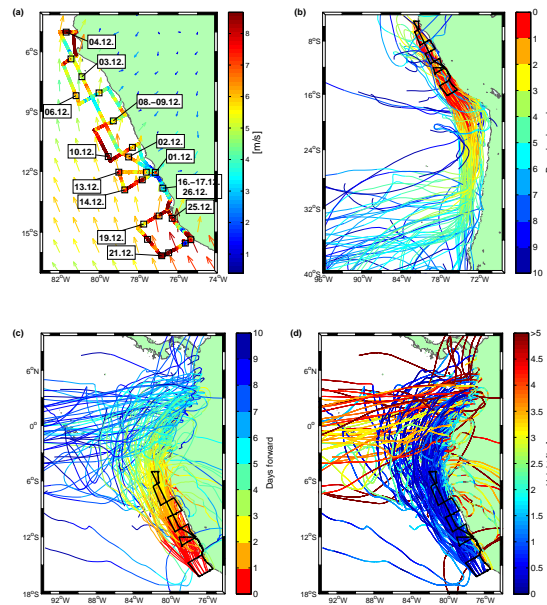 (a)
6°S
9°S
12°S
15°S
82°W
80°W
78°W
76°W
74°W
04.12.
03.12.
06.12.
08.–09.12.
10.12.
02.12.
01.12.
13.12.
14.12.
16.–17.12.
26.12.
25.12.
19.12.
21.12.
8
7
6
5
4
3
2
1
[m/s]
(b)
8°S
16°S
24°S
32°S
40°S
96°W
88°W
80°W
72°W
0
1
2
3
4
5
6
7
8
9
10
(c)
6°N
0°
6°S
12°S
18°S
92°W
88°W
84°W
80°W
76°W
10
9
8
7
6
5
4
3
2
1
0
Days forward
(d)
6°N
0°
6°S
12°S
18°S
92°W
88°W
84°W
80°W
76°W
>5
4.5
4
3.5
3
2.5
2
1.5
1
0.5
0